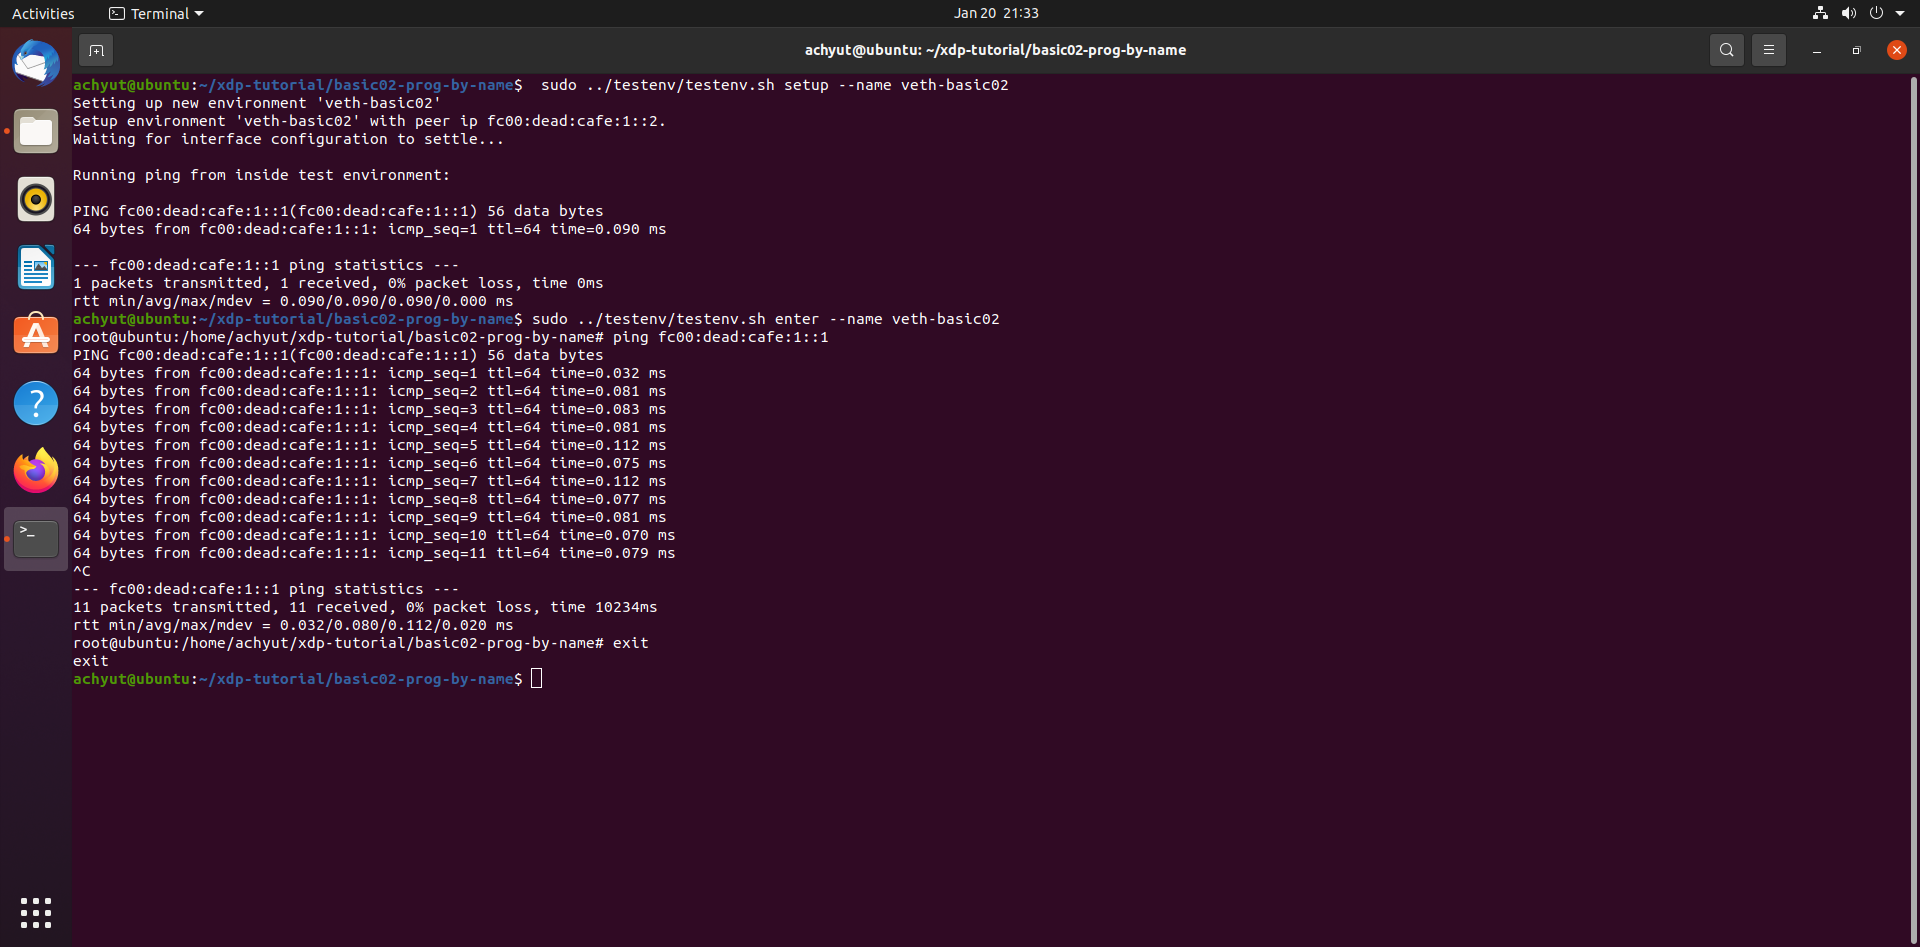 Activities Terminal Jan 20 21:33
achyut@ubuntu: ~/xdp-tutorial/basic02-prog-by-name
achyut@ubuntu:~/xdp-tutorial/basic02-prog-by-name$  sudo ../testenv/testenv.sh setup --name veth-basic02
Setting up new environment 'veth-basic02'
Setup environment 'veth-basic02' with peer ip fc00:dead:cafe:1::2.
Waiting for interface configuration to settle...
Running ping from inside test environment:
PING fc00:dead:cafe:1::1(fc00:dead:cafe:1::1) 56 data bytes
64 bytes from fc00:dead:cafe:1::1: icmp_seq=1 ttl=64 time=0.090 ms
--- fc00:dead:cafe:1::1 ping statistics ---
1 packets transmitted, 1 received, 0% packet loss, time 0ms
rtt min/avg/max/mdev = 0.090/0.090/0.090/0.000 ms
achyut@ubuntu:~/xdp-tutorial/basic02-prog-by-name$ sudo ../testenv/testenv.sh enter --name veth-basic02
root@ubuntu:/home/achyut/xdp-tutorial/basic02-prog-by-name# ping fc00:dead:cafe:1::1
PING fc00:dead:cafe:1::1(fc00:dead:cafe:1::1) 56 data bytes
64 bytes from fc00:dead:cafe:1::1: icmp_seq=1 ttl=64 time=0.032 ms
64 bytes from fc00:dead:cafe:1::1: icmp_seq=2 ttl=64 time=0.081 ms
64 bytes from fc00:dead:cafe:1::1: icmp_seq=3 ttl=64 time=0.083 ms
64 bytes from fc00:dead:cafe:1::1: icmp_seq=4 ttl=64 time=0.081 ms
64 bytes from fc00:dead:cafe:1::1: icmp_seq=5 ttl=64 time=0.112 ms
64 bytes from fc00:dead:cafe:1::1: icmp_seq=6 ttl=64 time=0.075 ms
64 bytes from fc00:dead:cafe:1::1: icmp_seq=7 ttl=64 time=0.112 ms
64 bytes from fc00:dead:cafe:1::1: icmp_seq=8 ttl=64 time=0.077 ms
64 bytes from fc00:dead:cafe:1::1: icmp_seq=9 ttl=64 time=0.081 ms
64 bytes from fc00:dead:cafe:1::1: icmp_seq=10 ttl=64 time=0.070 ms
64 bytes from fc00:dead:cafe:1::1: icmp_seq=11 ttl=64 time=0.079 ms
^C
--- fc00:dead:cafe:1::1 ping statistics ---
11 packets transmitted, 11 received, 0% packet loss, time 10234ms
rtt min/avg/max/mdev = 0.032/0.080/0.112/0.020 ms
root@ubuntu:/home/achyut/xdp-tutorial/basic02-prog-by-name# exit
exit
achyut@ubuntu:~/xdp-tutorial/basic02-prog-by-name$